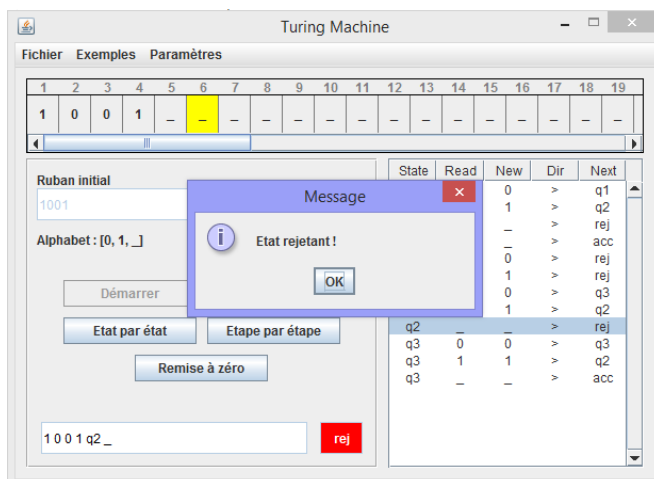 Turing Machine
Fichier Exemples Paramètres
1 2 3 4 5 6 7 8 9 10 11 12 13 14 15 16 17 18 19
1 0 0 1 _ _ _ _ _ _ _ _ _ _ _ _ _ _ _
Ruban initial
1001
Alphabet : [0, 1, _]
Démarrer
Etat par état
Etape par étape
Remise à zéro
1 0 0 1 q2 _
rej
Message
Etat rejetant !
OK
State Read New Dir Next
0 > q1
1 > q2
_ > rej
_ > acc
0 > rej
1 > rej
0 > q3
1 > q2
q2 _ _ > rej
q3 0 0 > q3
q3 1 1 > q2
q3 _ _ > acc